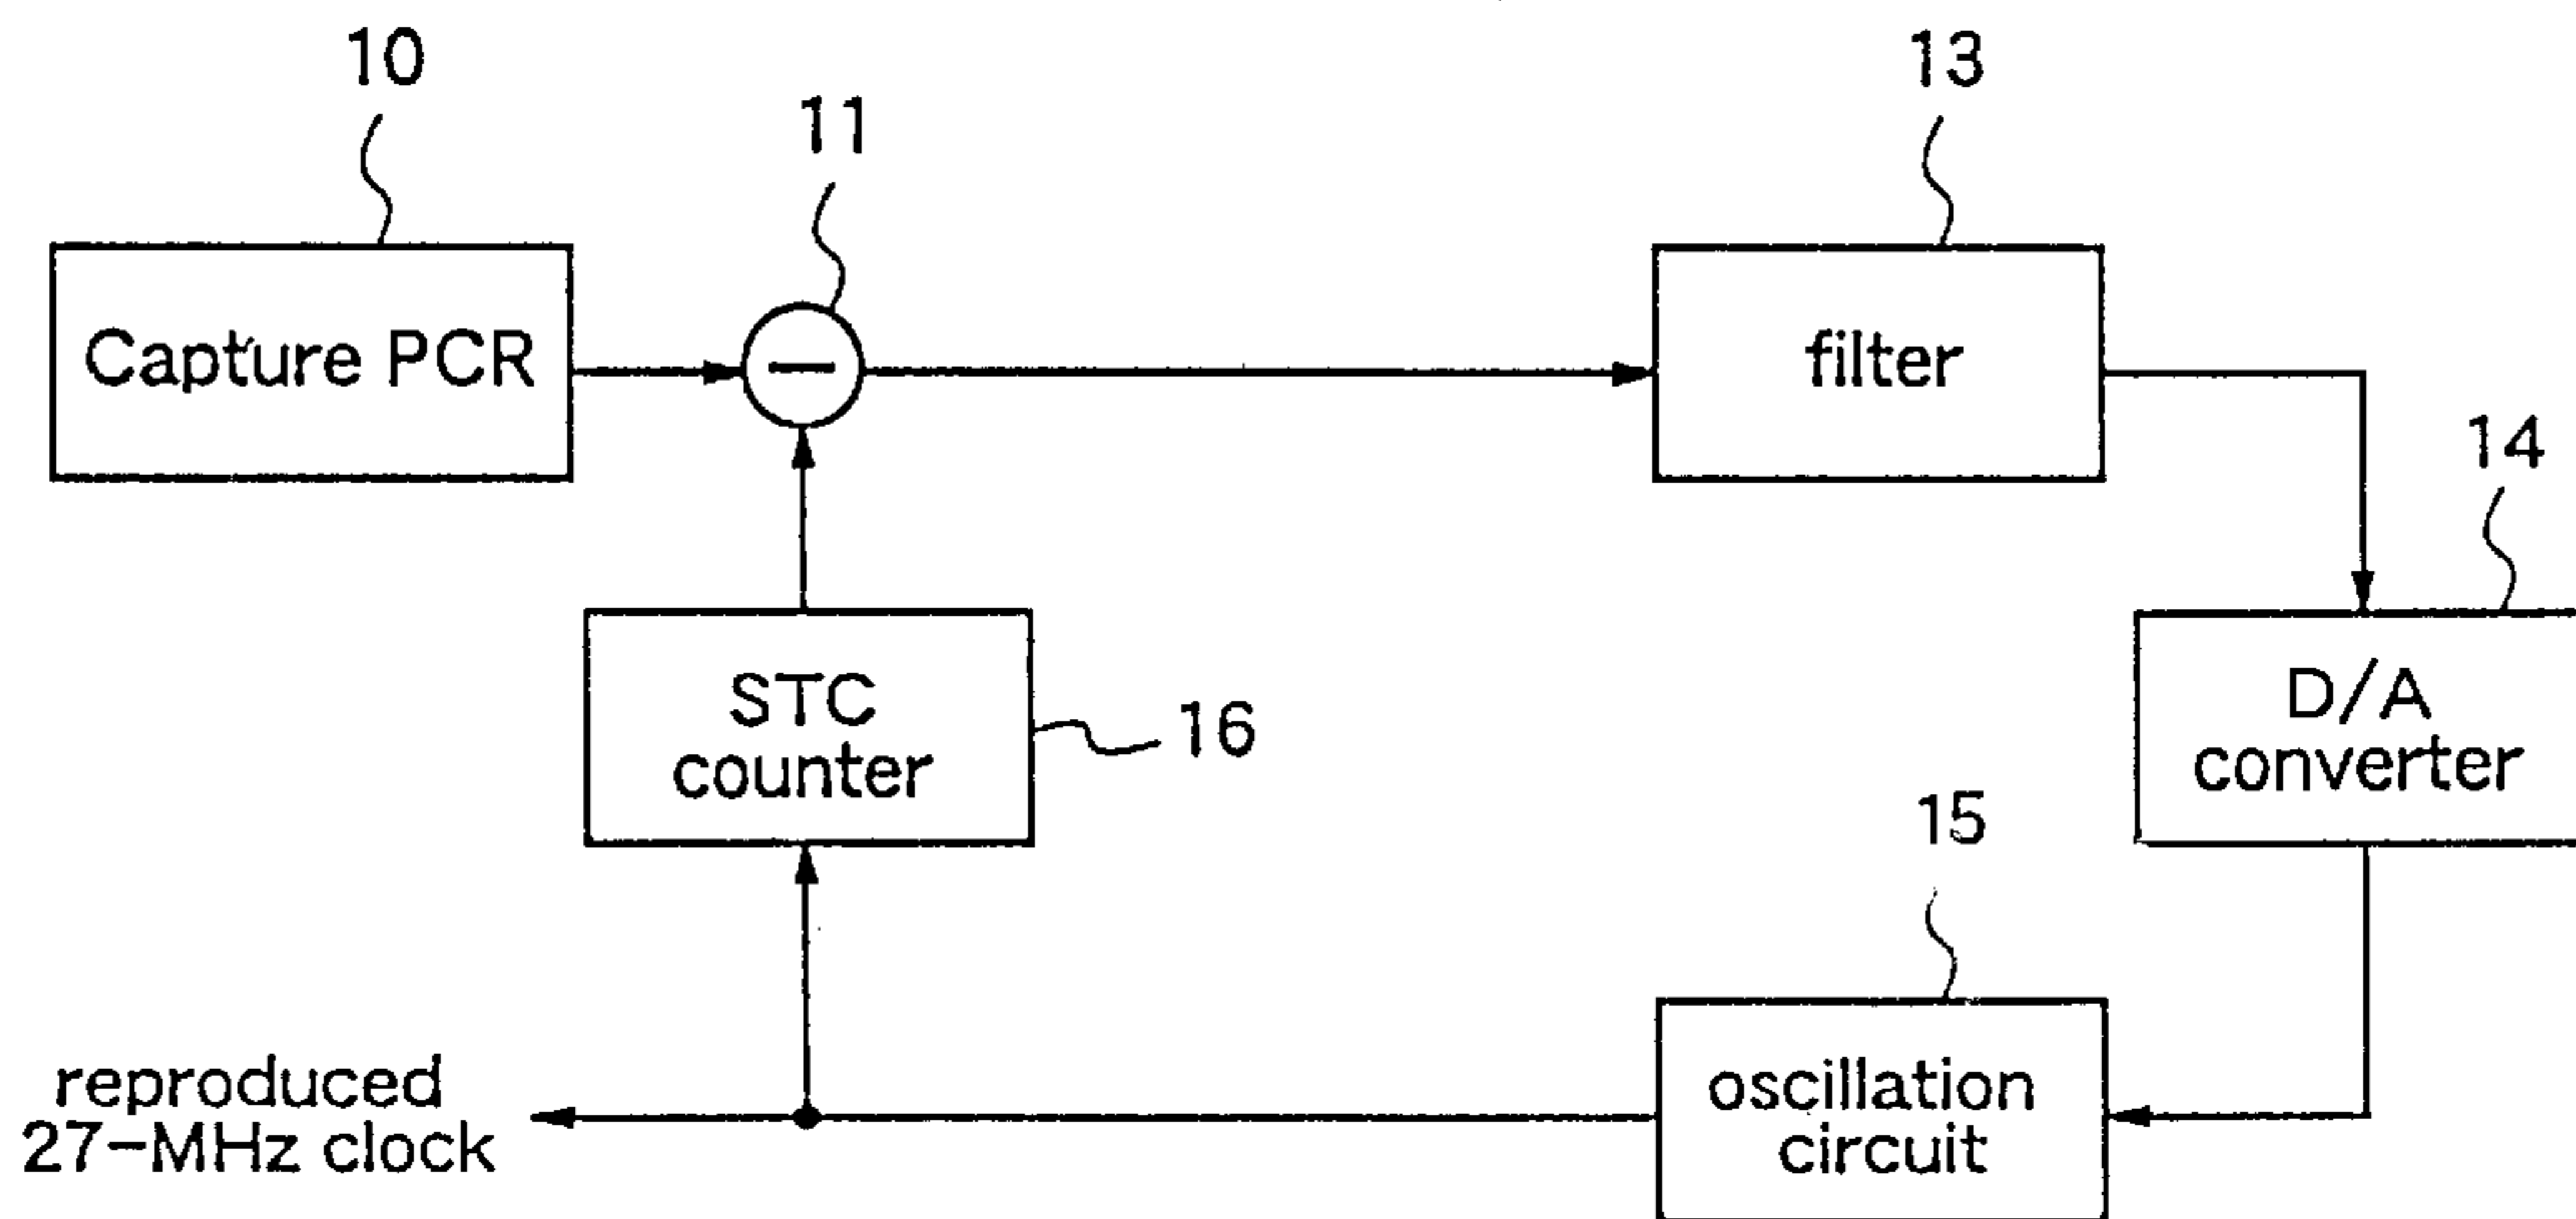 10
11
13
Capture PCR
−
filter
14
STC
counter
16
D/A
converter
15
reproduced
27−MHz clock
oscillation
circuit